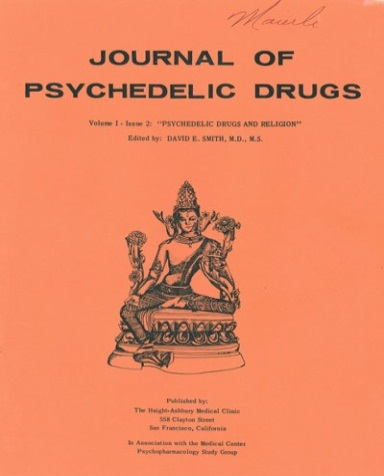 JOURNAL OF
PSYCHEDELIC DRUGS
Volume I - Issue 2: "PSYCHEDELIC DRUGS AND RELIGION"
Edited by: DAVID E. SMITH, M.D., M.S.
Published by:
The Haight-Ashbury Medical Clinic
558 Clayton Street
San Francisco, California
In Association with the Medical Center
Psychopharmacology Study Group